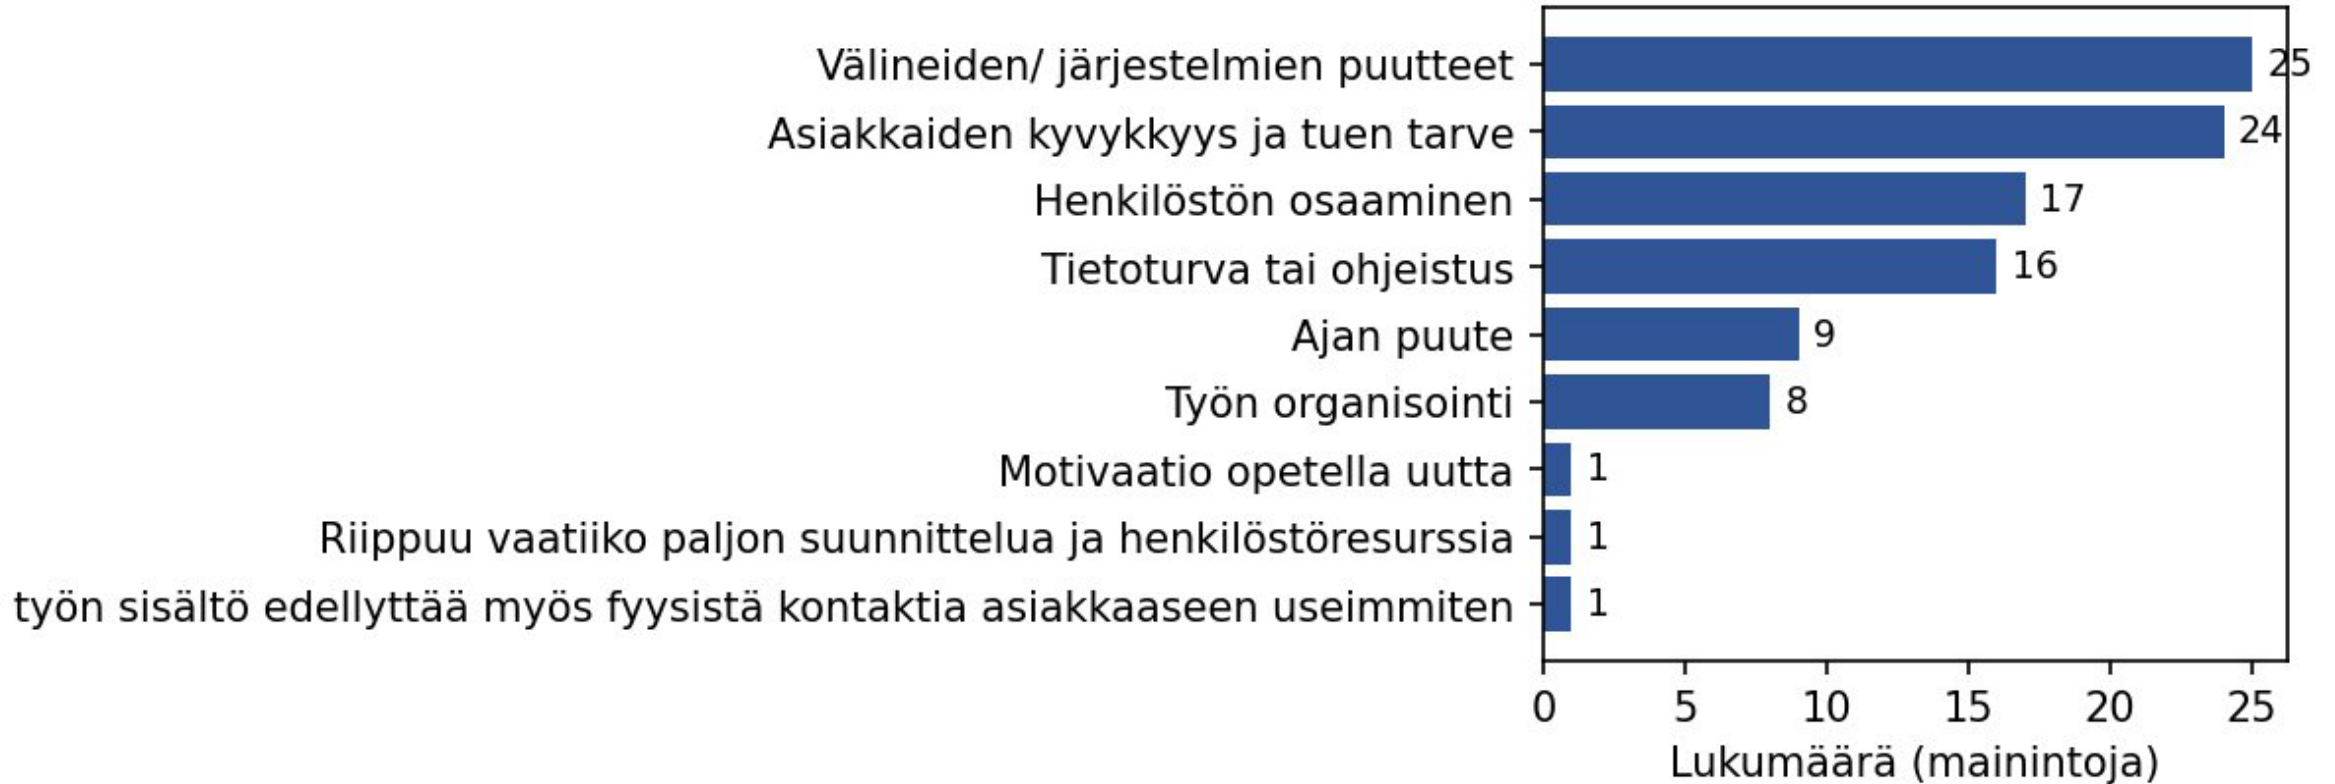 Välineiden/ järjestelmien puutteet 25
Asiakkaiden kyvykkyys ja tuen tarve 24
Henkilöstön osaaminen 17
Tietoturva tai ohjeistus 16
Ajan puute 9
Työn organisointi 8
Motivaatio opetella uutta 1
Riippuu vaatiiko paljon suunnittelua ja henkilöstöresurssia 1
työn sisältö edellyttää myös fyysistä kontaktia asiakkaaseen useimmiten 1
0 5 10 15 20 25
Lukumäärä (mainintoja)